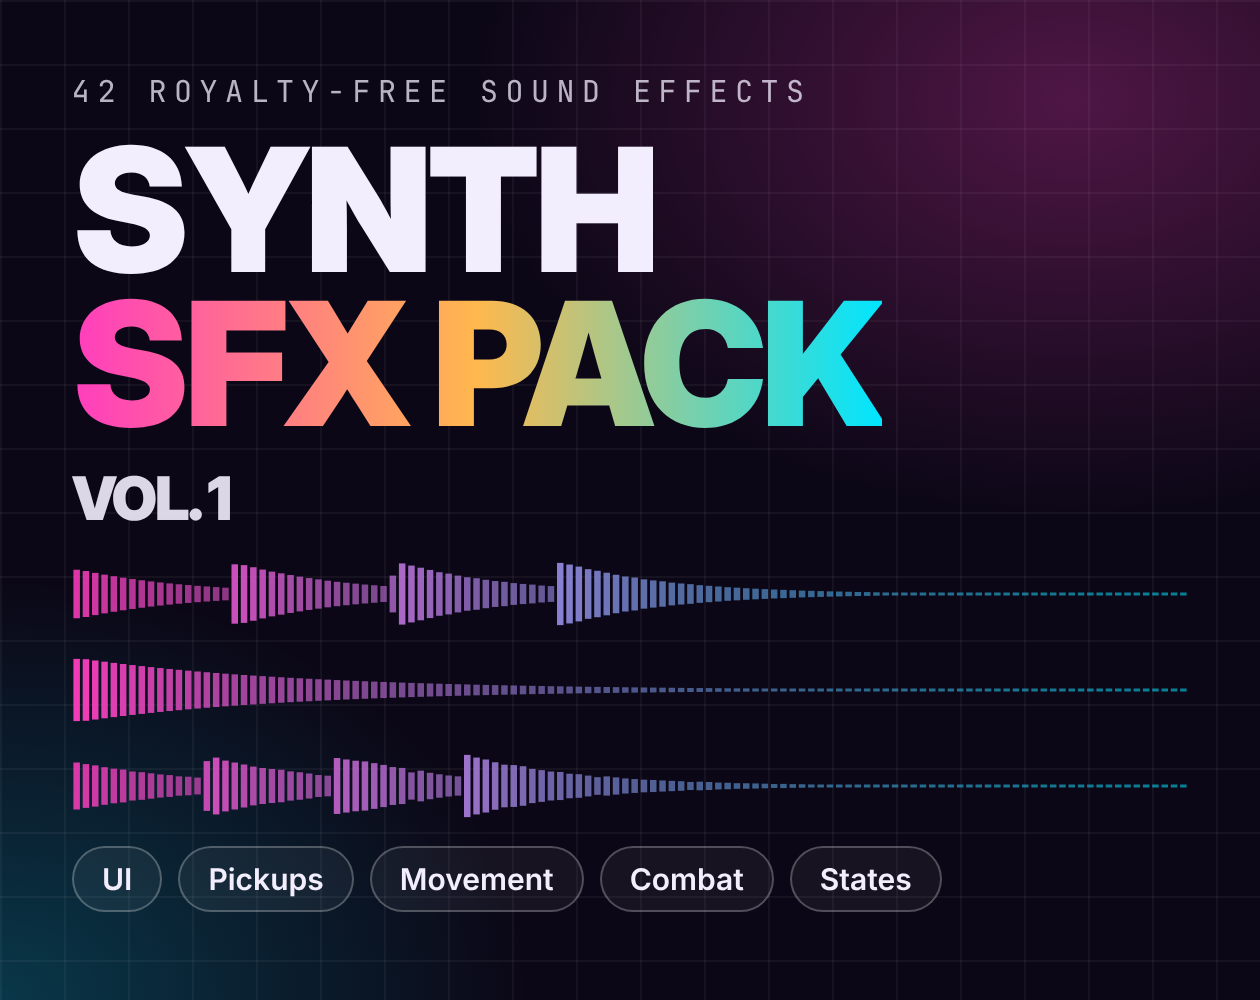 42 ROYALTY-FREE SOUND EFFECTS
SYNTH
SFX PACK
VOL. 1
UI Pickups Movement Combat States